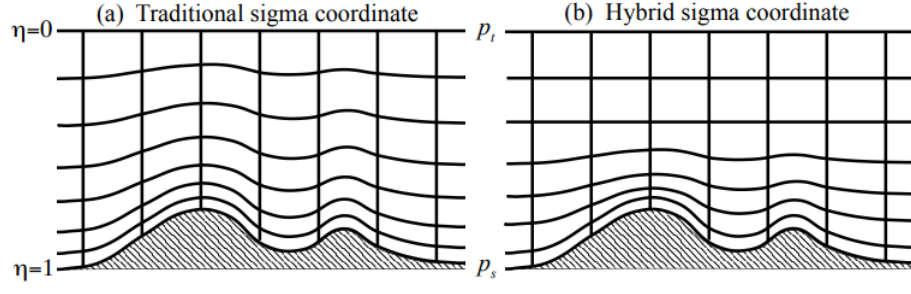 (a) Traditional sigma coordinate
(b) Hybrid sigma coordinate
η=0
p_t
η=1
p_s